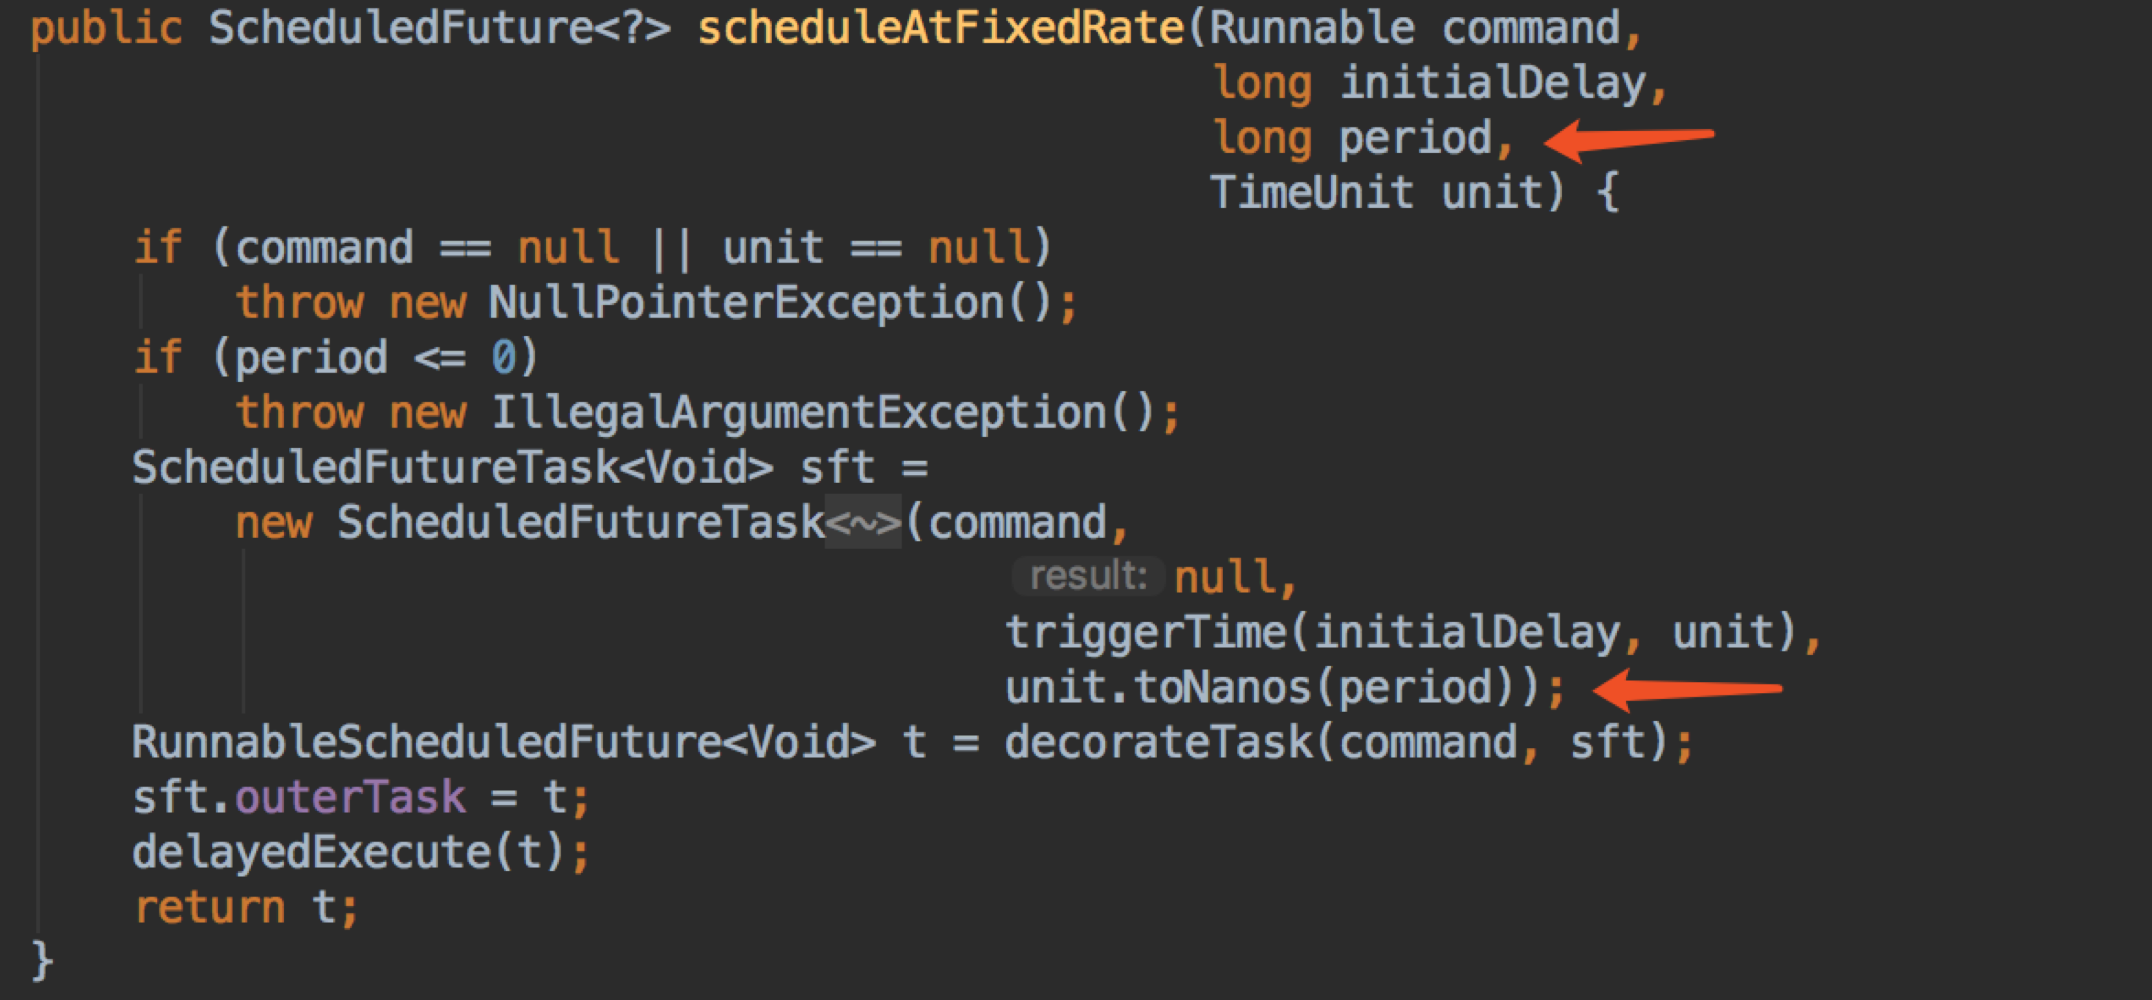 public ScheduledFuture<?> scheduleAtFixedRate(Runnable command,
long initialDelay,
long period,
TimeUnit unit) {
if (command == null || unit == null)
throw new NullPointerException();
if (period <= 0)
throw new IllegalArgumentException();
ScheduledFutureTask<Void> sft =
new ScheduledFutureTask<~>(command,
result: null,
triggerTime(initialDelay, unit),
unit.toNanos(period));
RunnableScheduledFuture<Void> t = decorateTask(command, sft);
sft.outerTask = t;
delayedExecute(t);
return t;
}